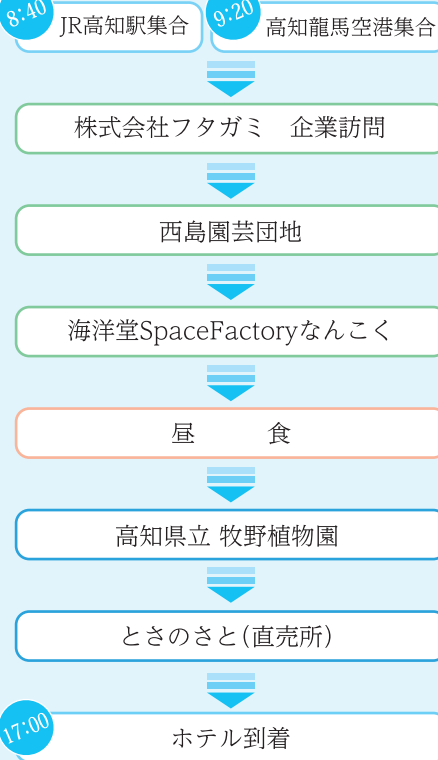 8:40
JR高知駅集合
9:20
高知龍馬空港集合
株式会社フタガミ　企業訪問
西島園芸団地
海洋堂SpaceFactoryなんこく
昼　　　食
高知県立 牧野植物園
とさのさと(直売所)
17:00
ホテル到着